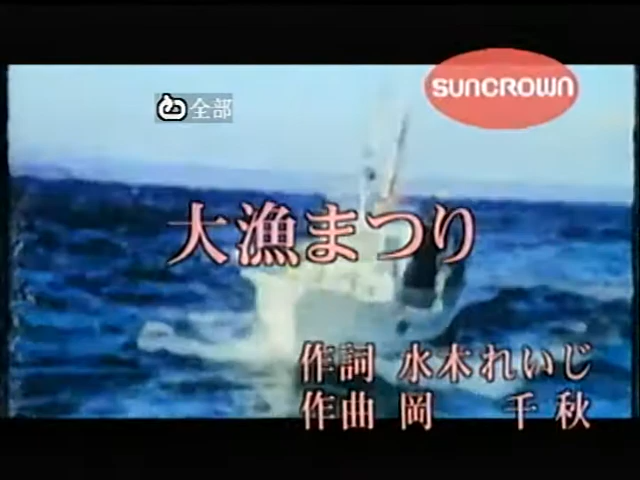 SUNCROWN
全部
大漁まつり
作詞 水木れいじ
作曲 岡 千秋